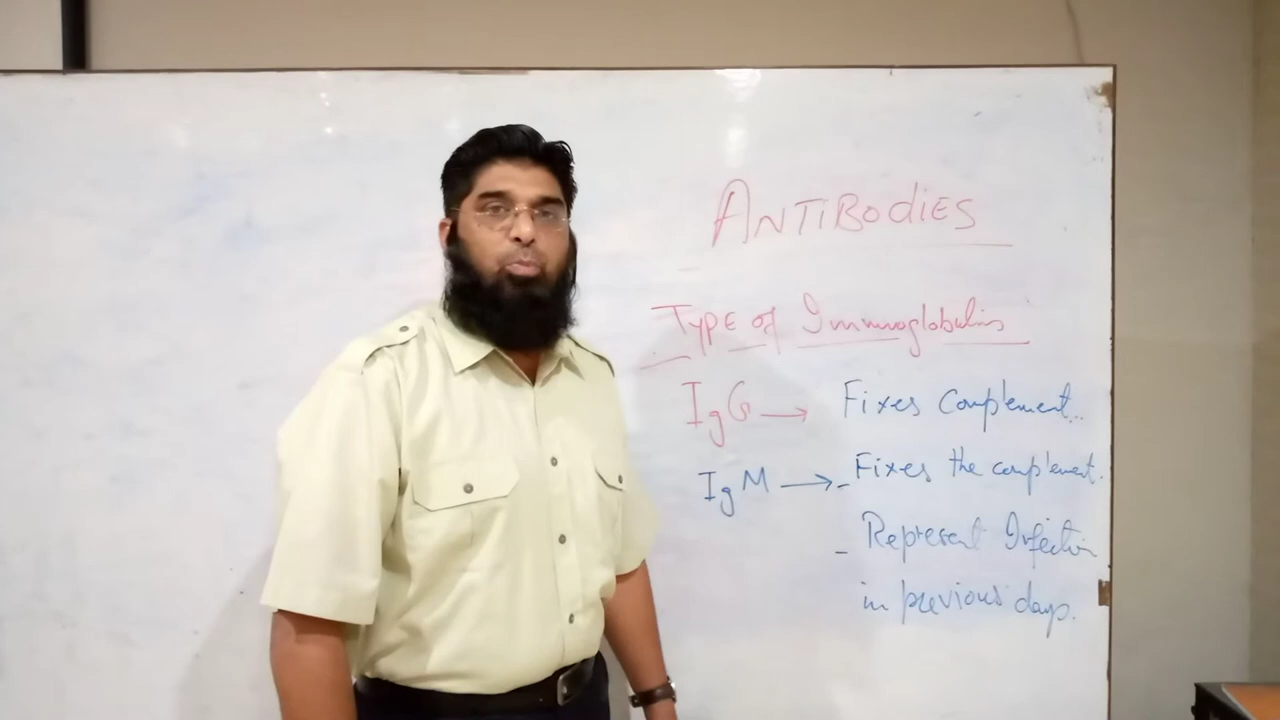 ANTIBOdiES
TYPE of Immunoglobulins
IgG → Fixes Complement..
IgM → - Fixes the complement.
- Represent Infection
in previous days.